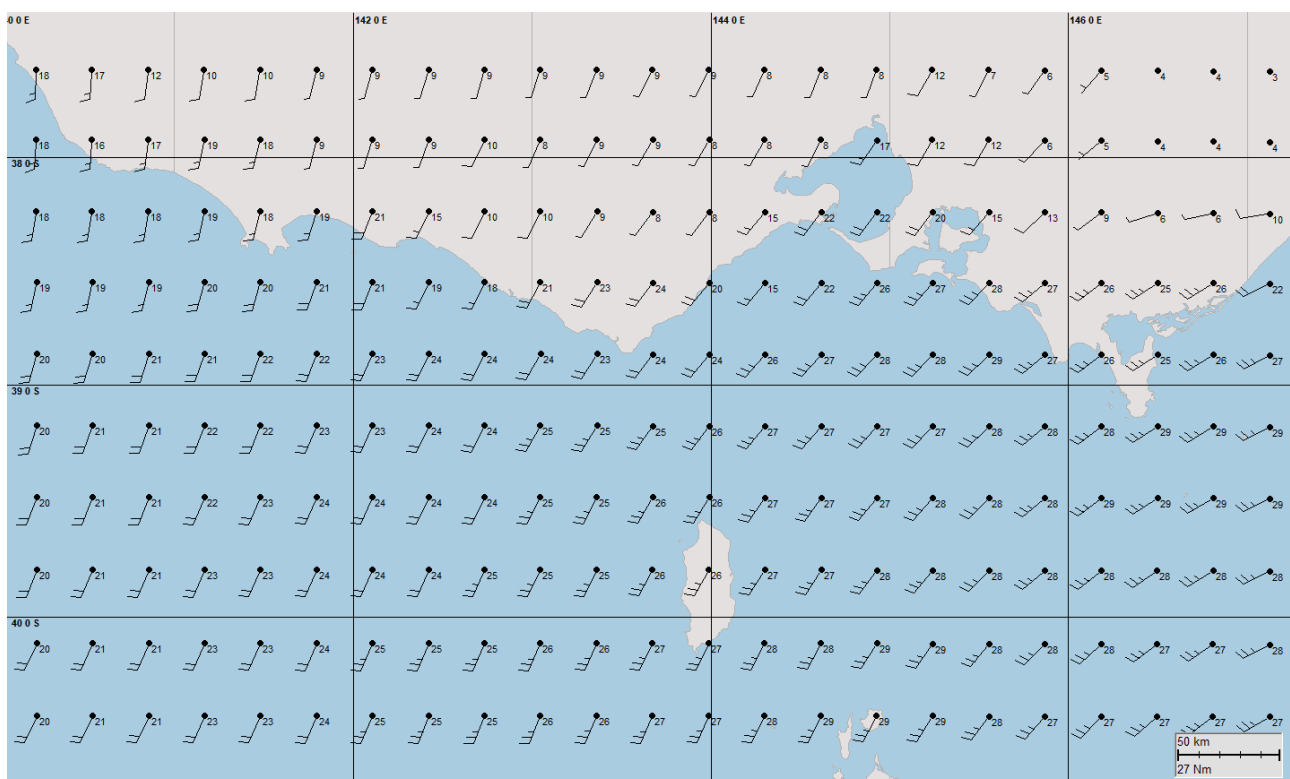 40 0 E 142 0 E 144 0 E 146 0 E
18 17 12 10 10 9 9 9 9 9 9 9 9 8 8 8 12 7 6 5 4 4 3
18 16 17 19 18 9 9 9 10 8 9 9 8 8 8 17 12 12 6 5 4 4 4
38 0 S
18 18 18 19 18 19 21 15 10 10 9 8 8 15 22 22 20 15 13 9 6 6 10
19 19 19 20 20 21 21 19 18 21 23 24 20 15 22 26 27 28 27 26 25 26 22
20 20 21 21 22 22 23 24 24 24 23 24 24 26 27 28 28 29 27 26 25 26 27
39 0 S
20 21 21 22 22 23 23 24 24 25 25 25 26 27 27 27 27 28 28 28 29 29 29
20 21 21 22 23 24 24 24 24 25 25 26 26 27 27 27 28 28 28 29 29 29 29
20 21 21 23 23 24 24 24 25 25 25 26 26 27 27 28 28 28 28 28 28 28 28
40 0 S
20 21 21 23 23 24 25 25 25 26 26 27 27 28 28 29 29 28 28 28 27 27 28
20 21 21 23 23 24 25 25 25 26 26 27 27 28 29 29 29 28 27 27 27 27 27
50 km
27 Nm